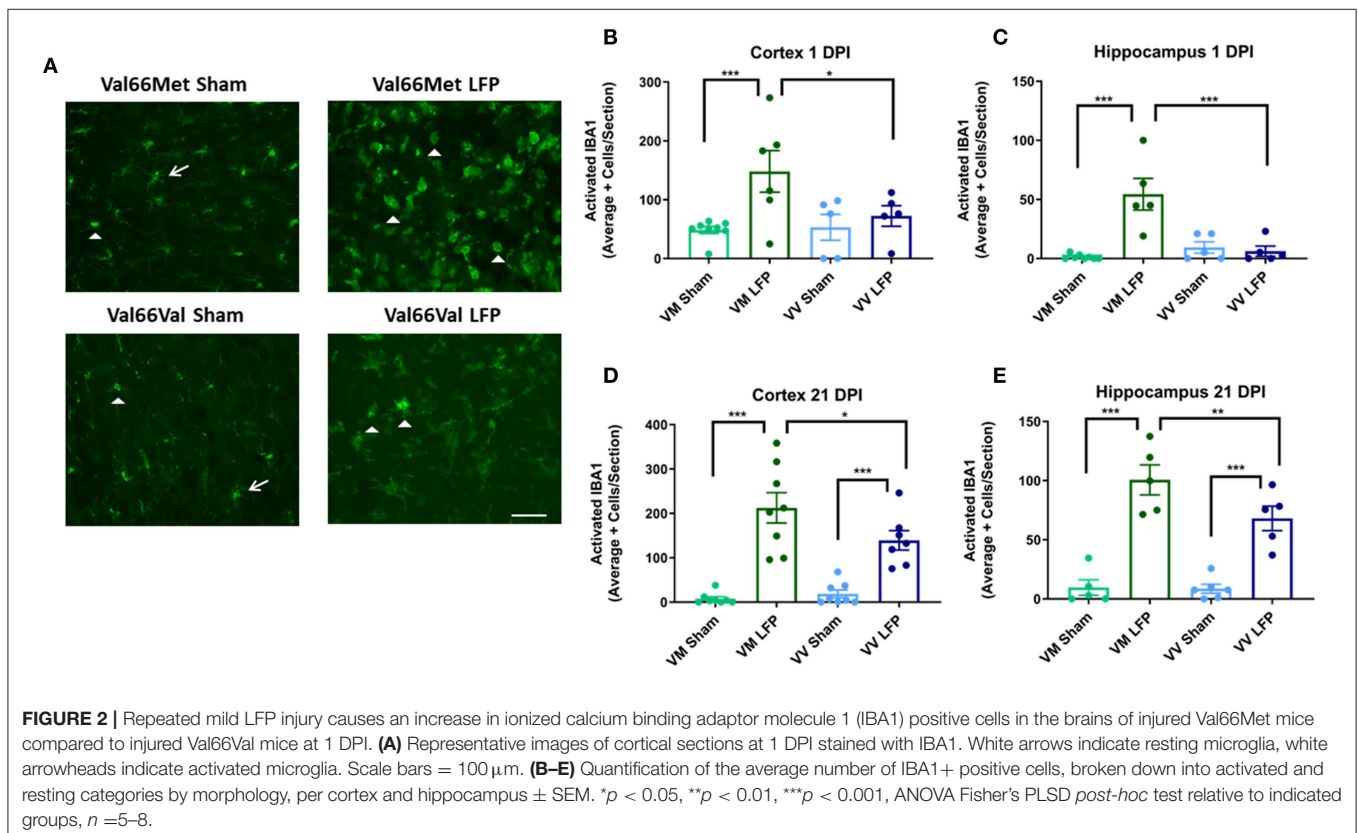 A
Val66Met Sham
Val66Met LFP
Val66Val Sham
Val66Val LFP
B
Cortex 1 DPI
Activated IBA1
(Average + Cells/Section)
300
200
100
0
***
*
VM Sham
VM LFP
VV Sham
VV LFP
C
Hippocampus 1 DPI
Activated IBA1
(Average + Cells/Section)
150
100
50
0
***
***
VM Sham
VM LFP
VV Sham
VV LFP
D
Cortex 21 DPI
Activated IBA1
(Average + Cells/Section)
400
300
200
100
0
***
*
***
VM Sham
VM LFP
VV Sham
VV LFP
E
Hippocampus 21 DPI
Activated IBA1
(Average + Cells/Section)
150
100
50
0
***
**
***
VM Sham
VM LFP
VV Sham
VV LFP
FIGURE 2 | Repeated mild LFP injury causes an increase in ionized calcium binding adaptor molecule 1 (IBA1) positive cells in the brains of injured Val66Met mice
compared to injured Val66Val mice at 1 DPI. (A) Representative images of cortical sections at 1 DPI stained with IBA1. White arrows indicate resting microglia, white
arrowheads indicate activated microglia. Scale bars = 100 μm. (B–E) Quantification of the average number of IBA1+ positive cells, broken down into activated and
resting categories by morphology, per cortex and hippocampus ± SEM. *p < 0.05, **p < 0.01, ***p < 0.001, ANOVA Fisher's PLSD post-hoc test relative to indicated
groups, n =5–8.